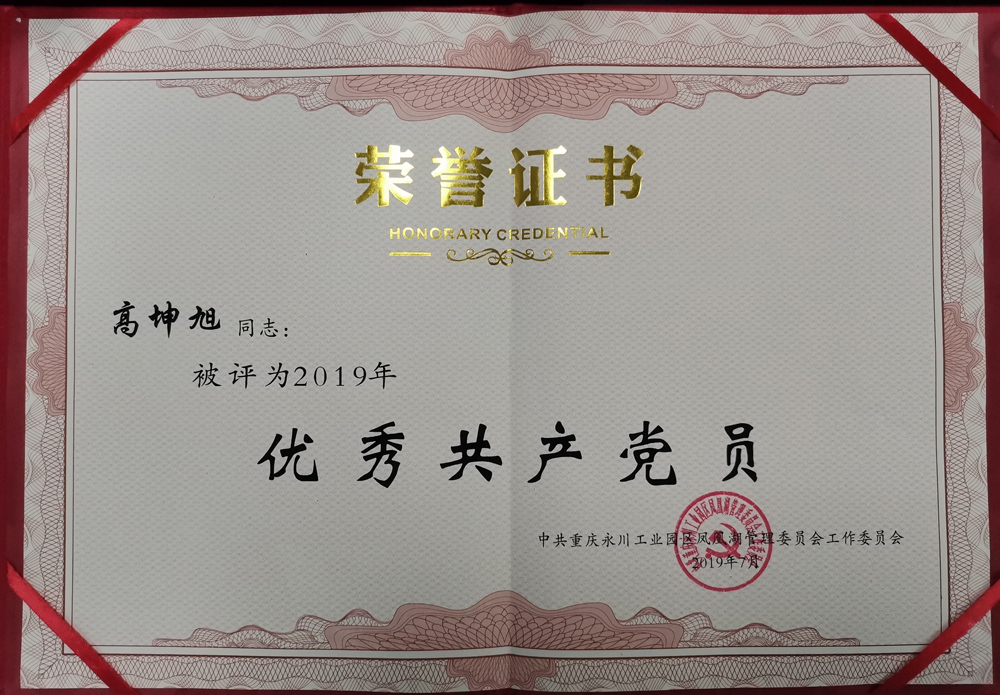 荣誉证书
HONORARY CREDENTIAL
高坤旭 同志:
被评为2019年
优秀共产党员
中共重庆永川工业园区凤凰湖管理委员会工作委员会
2019年7月